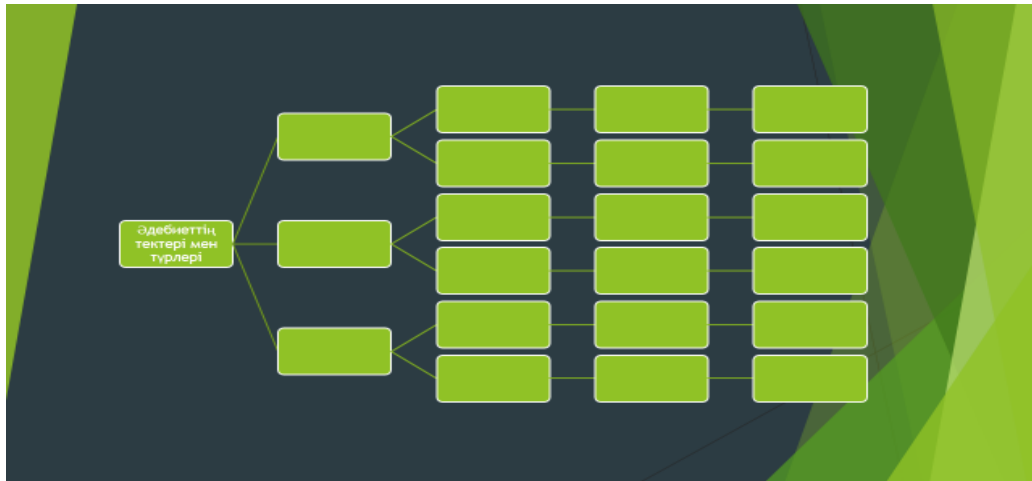 Әдебиеттің
тектері мен
түрлері